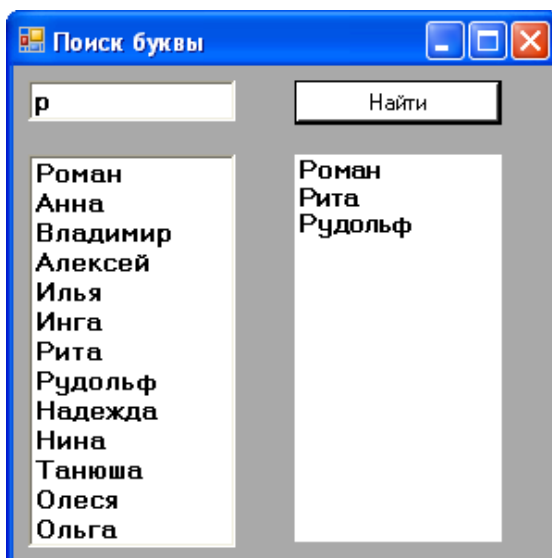 Поиск буквы
р
Найти
Роман
Анна
Владимир
Алексей
Илья
Инга
Рита
Рудольф
Надежда
Нина
Танюша
Олеся
Ольга
Роман
Рита
Рудольф